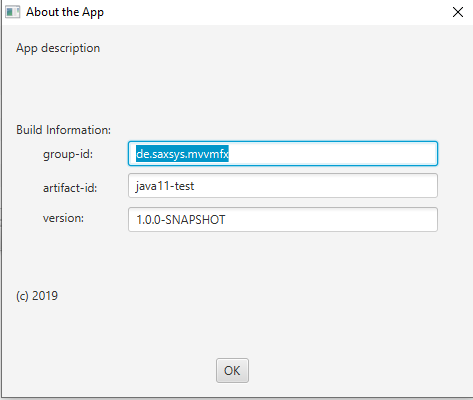 About the App
App description
Build Information:
group-id: de.saxsys.mvvmfx
artifact-id: java11-test
version: 1.0.0-SNAPSHOT
(c) 2019
OK